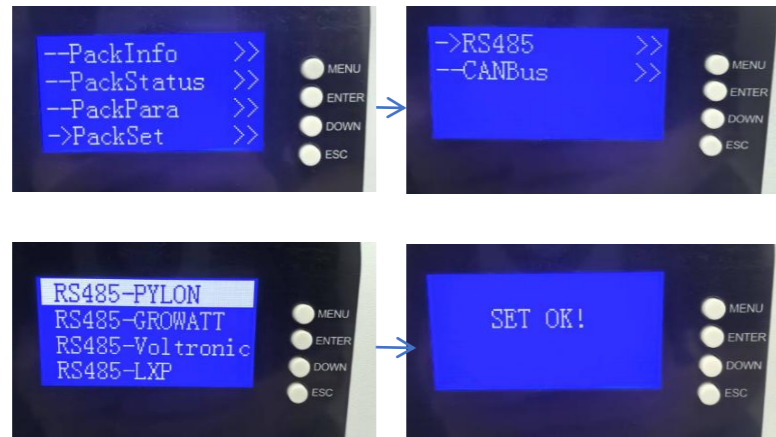 --PackInfo >>
--PackStatus >>
--PackPara >>
->PackSet >>
MENU
ENTER
DOWN
ESC
->RS485 >>
--CANBus >>
MENU
ENTER
DOWN
ESC
RS485-PYLON
RS485-GROWATT
RS485-Voltronic
RS485-LXP
MENU
ENTER
DOWN
ESC
SET OK!
MENU
ENTER
DOWN
ESC